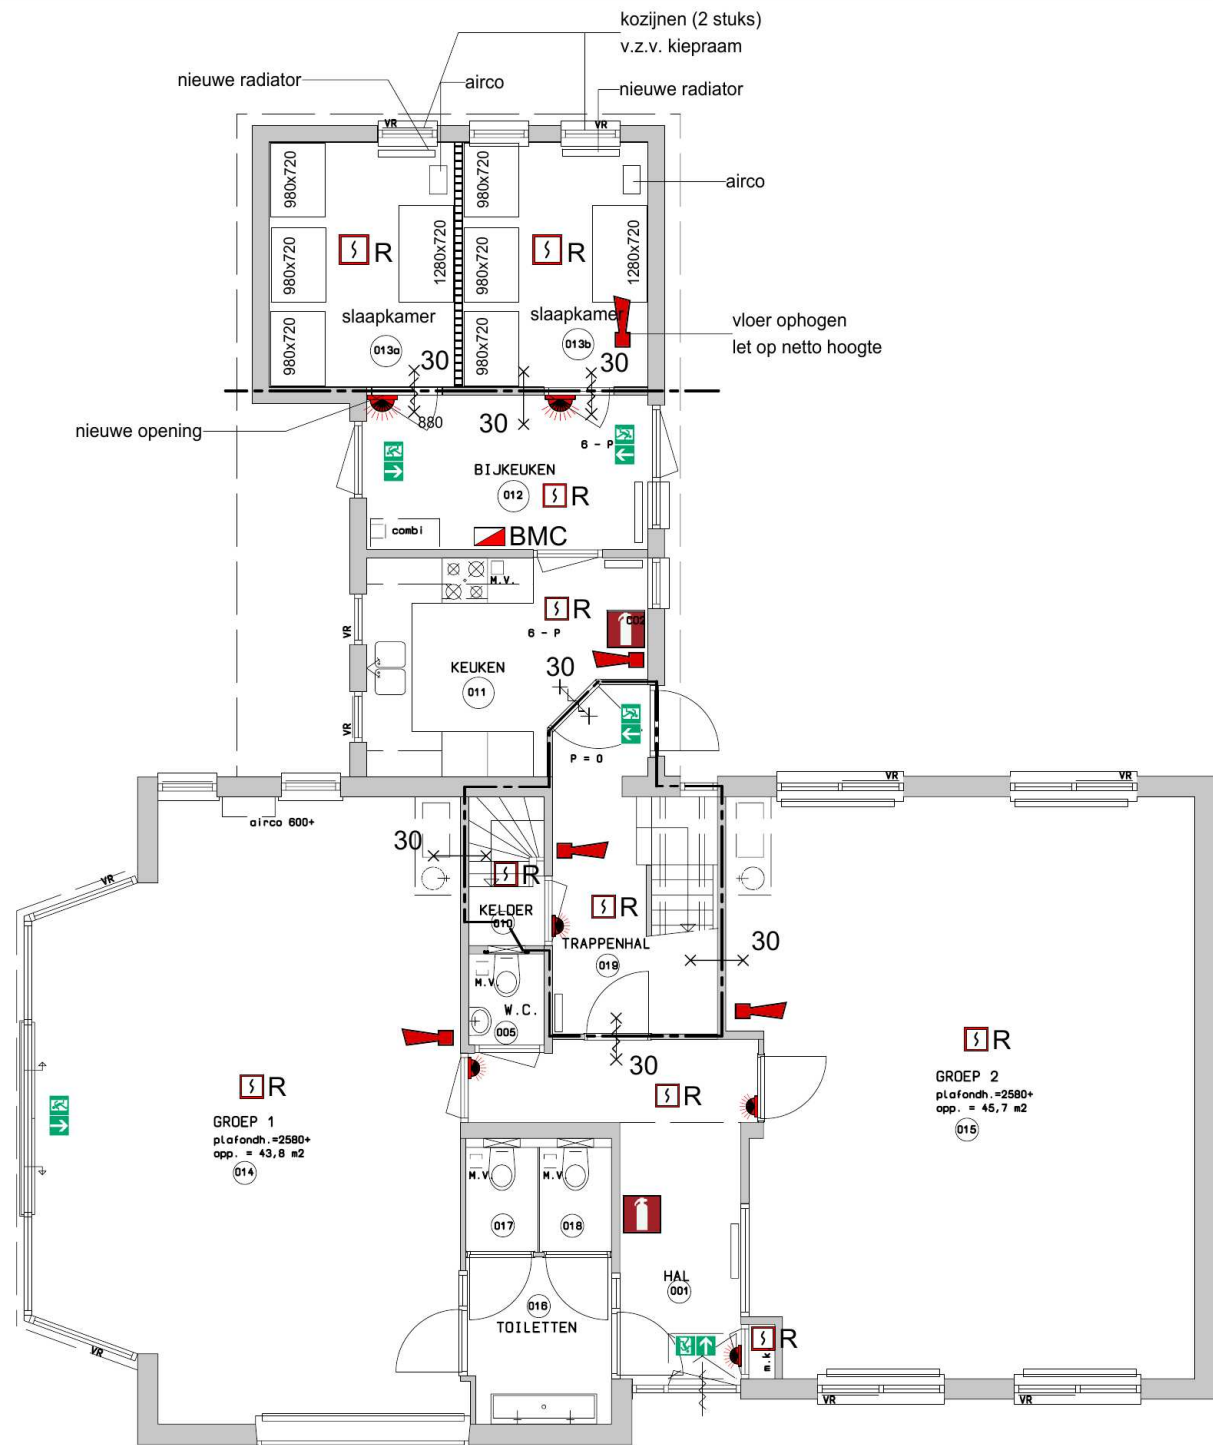 kozijnen (2 stuks)
v.z.v. kiepraam
nieuwe radiator
airco
nieuwe radiator
VR
VR
980x720
980x720
airco
R
R
980x720
1280x720
980x720
1280x720
slaapkamer
slaapkamer
vloer ophogen
let op netto hoogte
013a
013b
980x720
980x720
30
30
880
30
nieuwe opening
6 - P
BIJKEUKEN
012
R
combi
BMC
M.V.
R
CO2
6 - P
VR
KEUKEN
30
011
VR
P = 0
VR
VR
airco 600+
30
R
VR
KELDER
R
010
TRAPPENHAL
30
019
M.V.
W.C.
005
R
30
R
R
GROEP 2
plafondh.=2580+
opp. = 45,7 m2
015
GROEP 1
plafondh.=2580+
opp. = 43,8 m2
014
M.V.
M.V.
017
018
HAL
001
016
TOILETTEN
R
m.k
VR
VR
VR